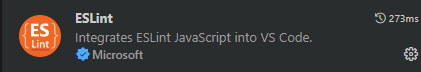 ES
Lint
ESLint
273ms
Integrates ESLint JavaScript into VS Code.
Microsoft